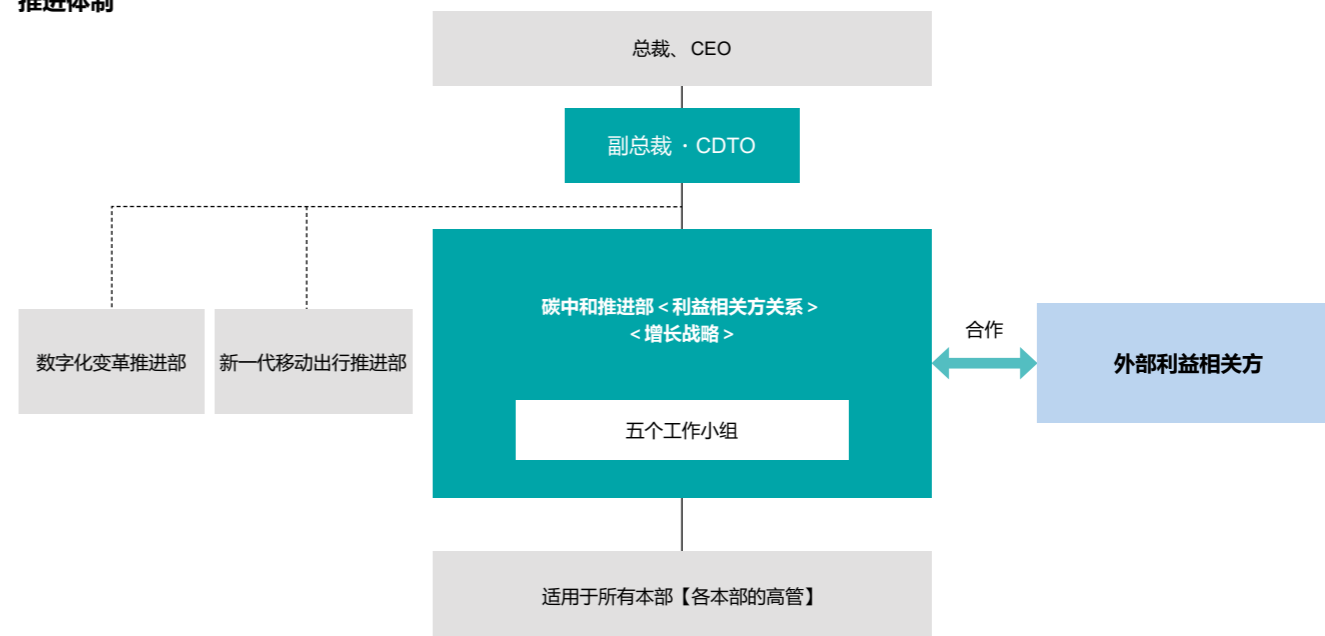 推进体制
总裁、CEO
副总裁・CDTO
数字化变革推进部
新一代移动出行推进部
碳中和推进部＜利益相关方关系＞
＜增长战略＞
五个工作小组
合作
外部利益相关方
适用于所有本部【各本部的高管】